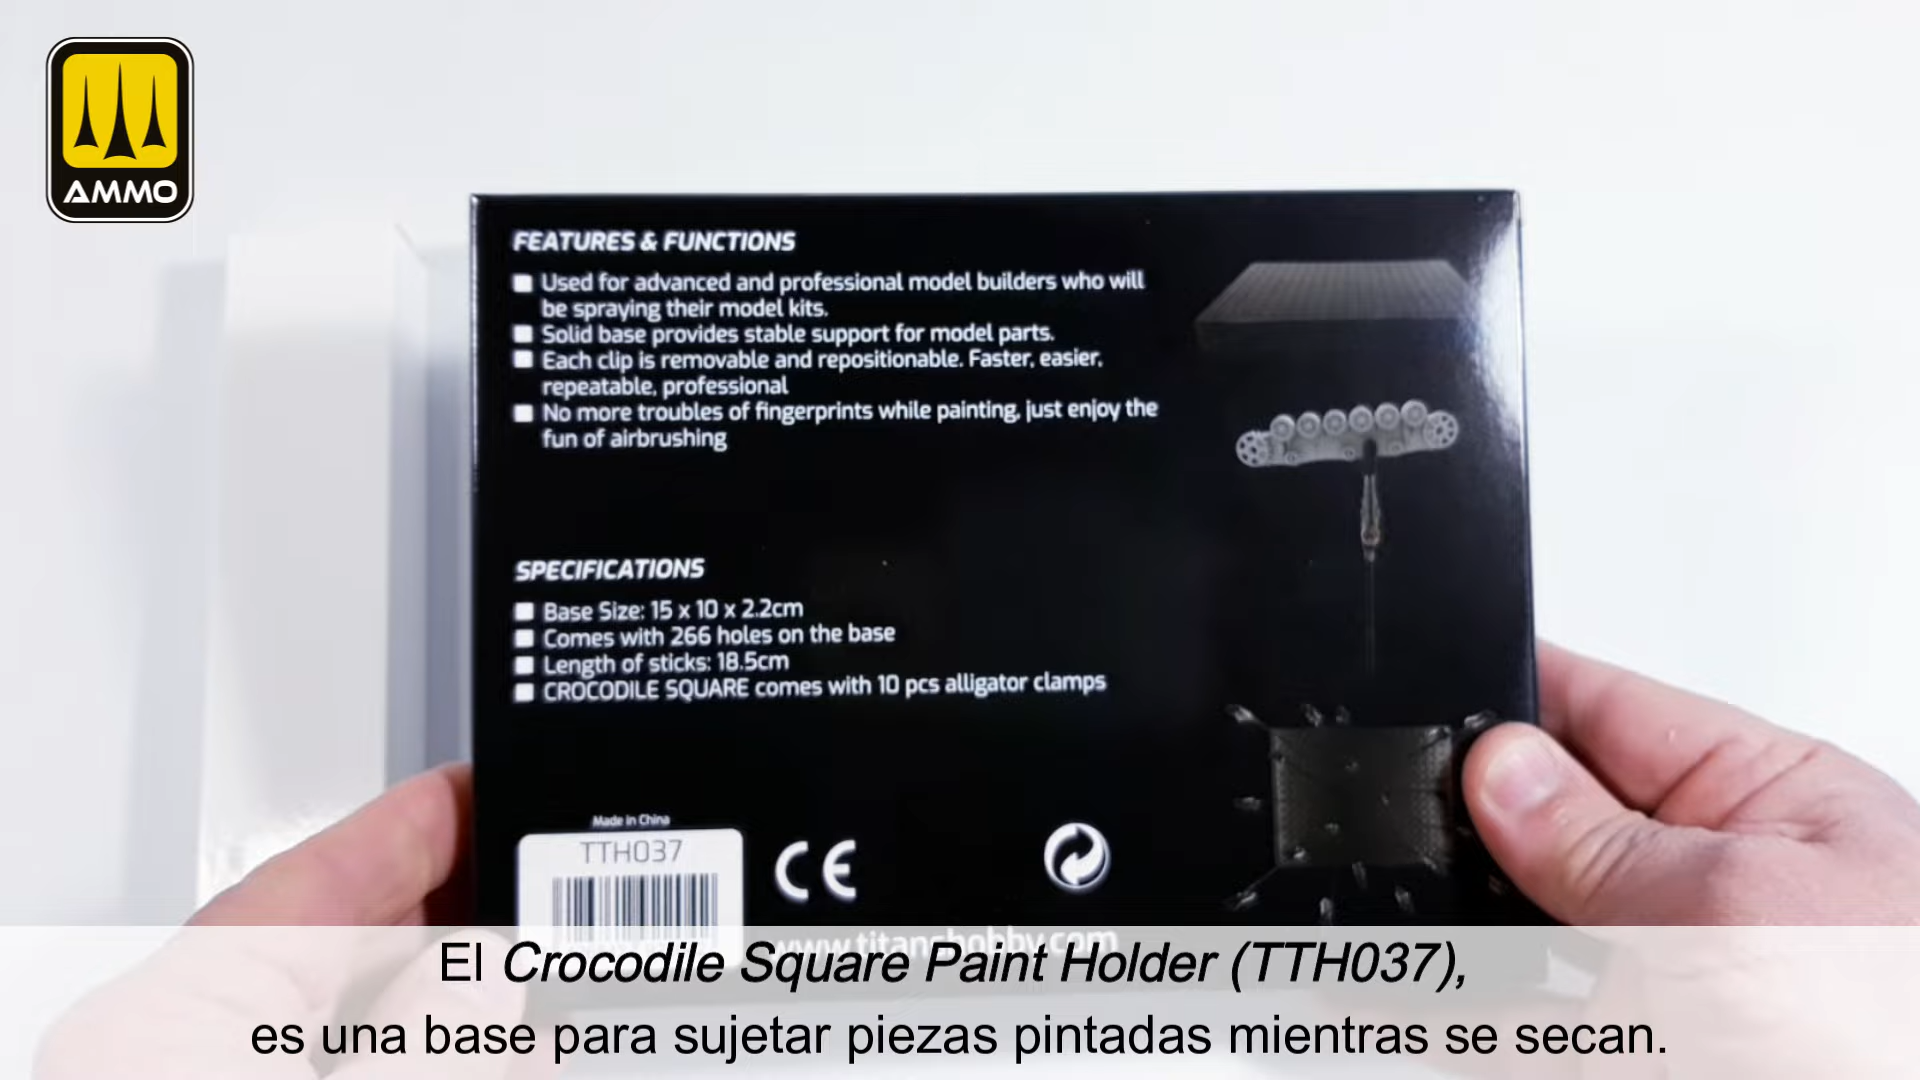 AMMO
FEATURES & FUNCTIONS
Used for advanced and professional model builders who will
be spraying their model kits.
Solid base provides stable support for model parts.
Each clip is removable and repositionable. Faster, easier,
repeatable, professional
No more troubles of fingerprints while painting, just enjoy the
fun of airbrushing
SPECIFICATIONS
Base Size: 15 x 10 x 2.2cm
Comes with 266 holes on the base
Length of sticks: 18.5cm
CROCODILE SQUARE comes with 10 pcs alligator clamps
Made in China
TTH037
CE
www.titanshobby.com
El Crocodile Square Paint Holder (TTH037),
es una base para sujetar piezas pintadas mientras se secan.